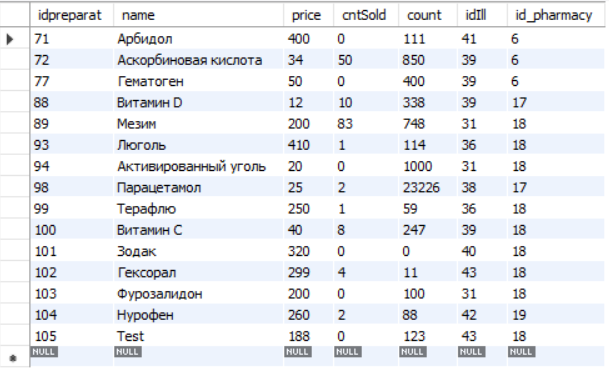 idpreparat name price cntSold count idIll id_pharmacy
71 Арбидол 400 0 111 41 6
72 Аскорбиновая кислота 34 50 850 39 6
77 Гематоген 50 0 400 39 6
88 Витамин D 12 10 338 39 17
89 Мезим 200 83 748 31 18
93 Люголь 410 1 114 36 18
94 Активированный уголь 20 0 1000 31 18
98 Парацетамол 25 2 23226 38 17
99 Терафлю 250 1 59 36 18
100 Витамин С 40 8 247 39 18
101 Зодак 320 0 0 40 18
102 Гексорал 299 4 11 43 18
103 Фурозалидон 200 0 100 31 18
104 Нурофен 260 2 88 42 19
105 Test 188 0 123 43 18
NULL NULL NULL NULL NULL NULL NULL